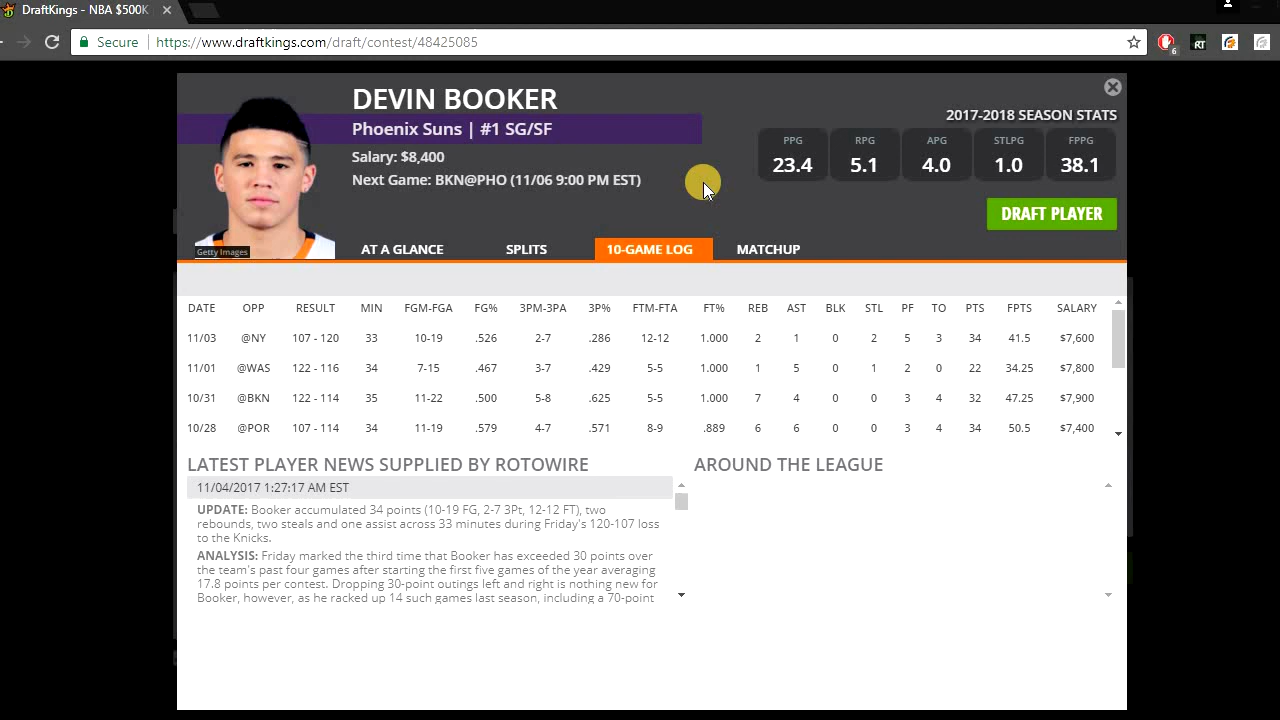 DraftKings - NBA $500K
Secure
https://www.draftkings.com/draft/contest/48425085
6
RT
DEVIN BOOKER
Phoenix Suns | #1 SG/SF
Salary: $8,400
Next Game: BKN@PHO (11/06 9:00 PM EST)
2017-2018 SEASON STATS
PPG RPG APG STLPG FPPG
23.4 5.1 4.0 1.0 38.1
DRAFT PLAYER
Getty Images
AT A GLANCE SPLITS 10-GAME LOG MATCHUP
DATE OPP RESULT MIN FGM-FGA FG% 3PM-3PA 3P% FTM-FTA FT% REB AST BLK STL PF TO PTS FPTS SALARY
11/03 @NY 107 - 120 33 10-19 .526 2-7 .286 12-12 1.000 2 1 0 2 5 3 34 41.5 $7,600
11/01 @WAS 122 - 116 34 7-15 .467 3-7 .429 5-5 1.000 1 5 0 1 2 0 22 34.25 $7,800
10/31 @BKN 122 - 114 35 11-22 .500 5-8 .625 5-5 1.000 7 4 0 0 3 4 32 47.25 $7,900
10/28 @POR 107 - 114 34 11-19 .579 4-7 .571 8-9 .889 6 6 0 0 3 4 34 50.5 $7,400
LATEST PLAYER NEWS SUPPLIED BY ROTOWIRE
11/04/2017 1:27:17 AM EST
UPDATE: Booker accumulated 34 points (10-19 FG, 2-7 3Pt, 12-12 FT), two
rebounds, two steals and one assist across 33 minutes during Friday's 120-107 loss
to the Knicks.
ANALYSIS: Friday marked the third time that Booker has exceeded 30 points over
the team's past four games after starting the first five games of the year averaging
17.8 points per contest. Dropping 30-point outings left and right is nothing new for
Booker, however, as he racked up 14 such games last season, including a 70-point
AROUND THE LEAGUE